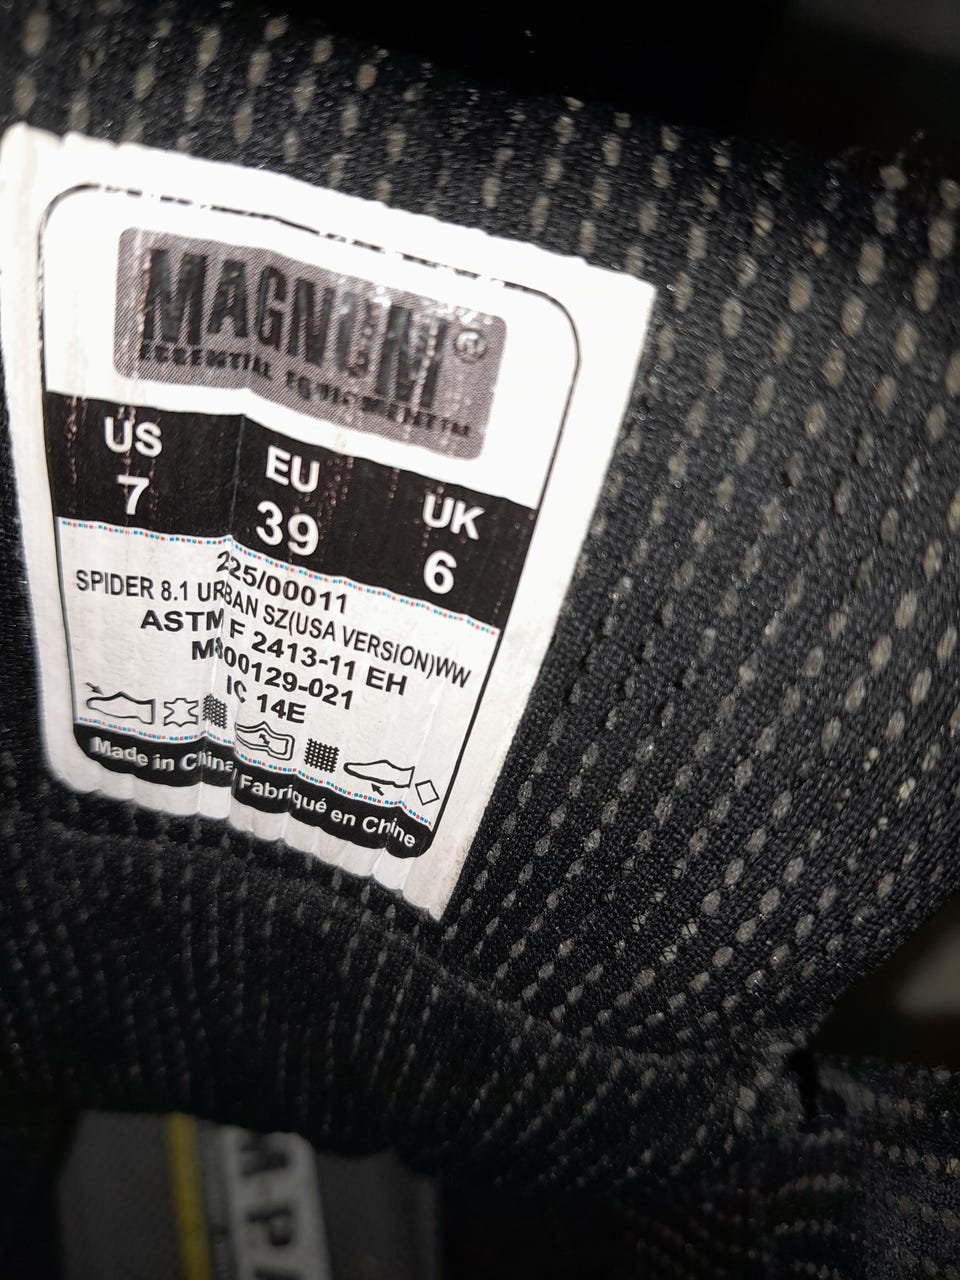 MAGNUM®
ESSENTIAL EQUIPMENT™
US EU UK
7 39 6
225/00011
SPIDER 8.1 URBAN SZ(USA VERSION)WW
ASTM F 2413-11 EH
M800129-021
IC 14E
Made in China / Fabriqué en Chine